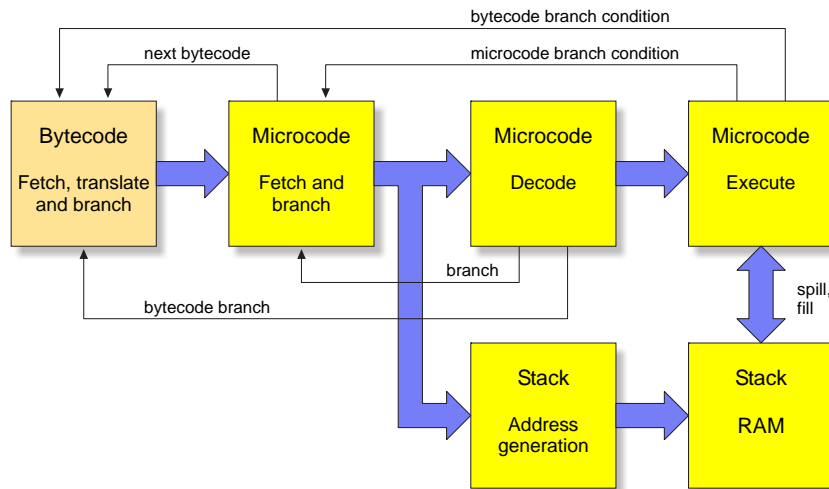 bytecode branch condition
next bytecode
microcode branch condition
Bytecode
Fetch, translate
and branch
Microcode
Fetch and
branch
Microcode
Decode
Microcode
Execute
branch
bytecode branch
spill,
fill
Stack
Address
generation
Stack
RAM